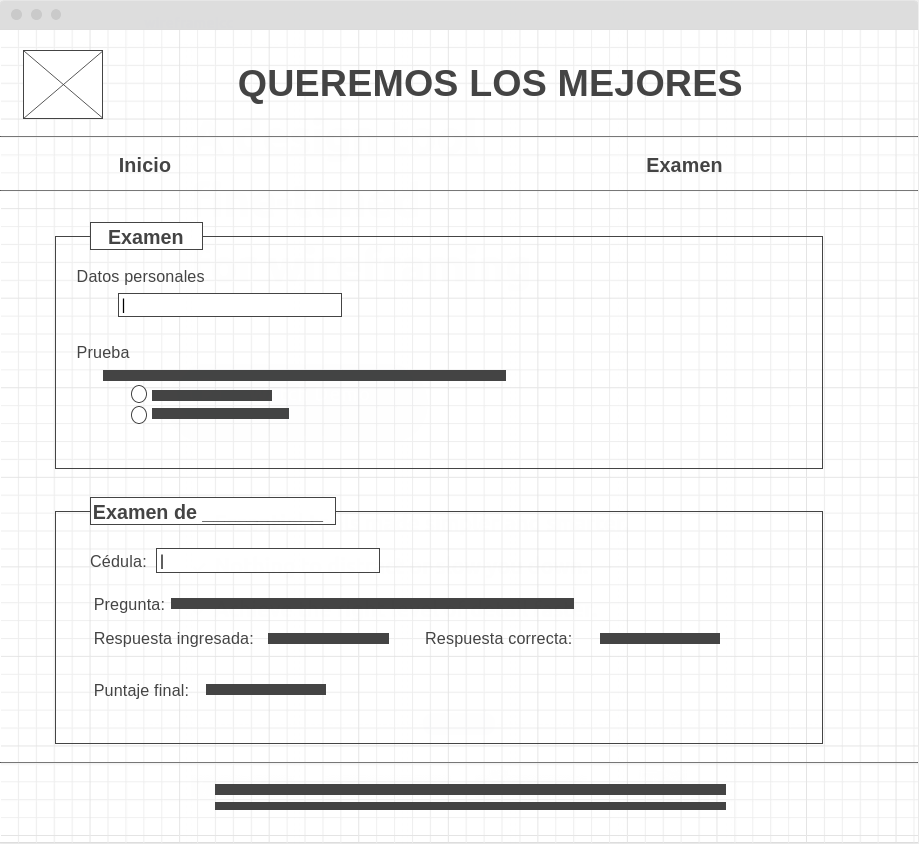 QUEREMOS LOS MEJORES
Inicio Examen
Examen
Datos personales
Prueba
Examen de ___________
Cédula:
Pregunta:
Respuesta ingresada: Respuesta correcta:
Puntaje final: